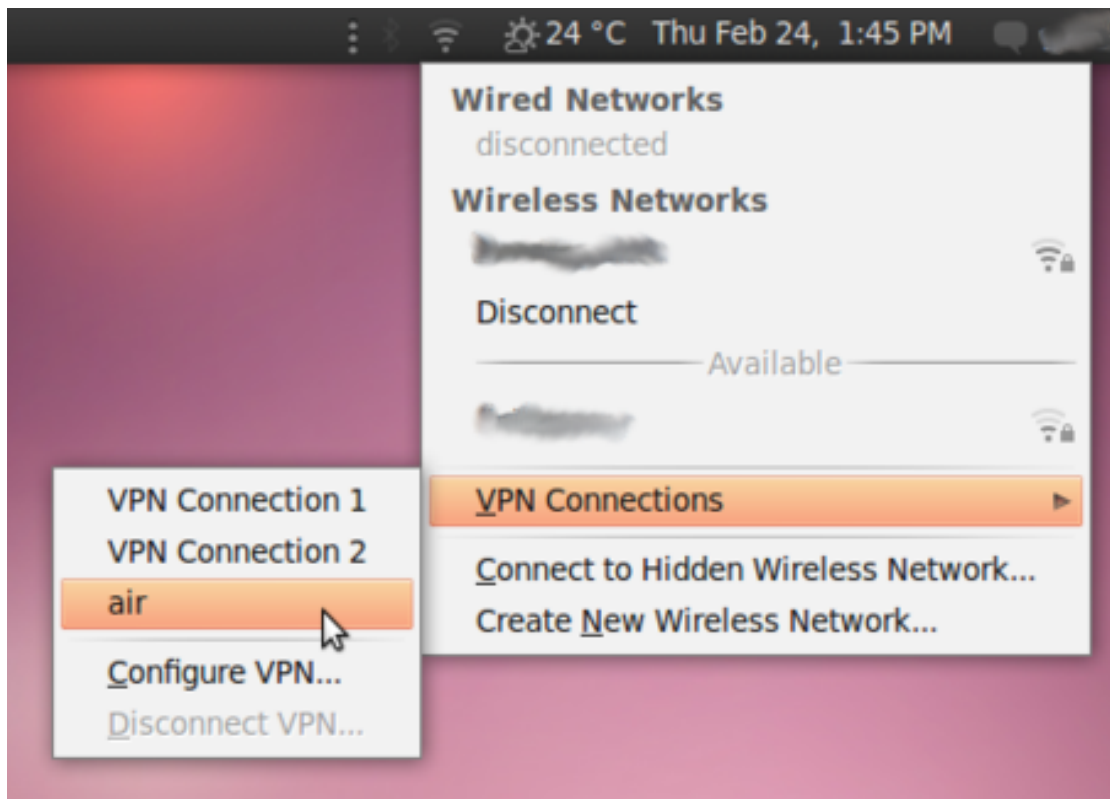 24 °C Thu Feb 24, 1:45 PM
Wired Networks
disconnected
Wireless Networks
Disconnect
Available
VPN Connections
Connect to Hidden Wireless Network...
Create New Wireless Network...
VPN Connection 1
VPN Connection 2
air
Configure VPN...
Disconnect VPN...